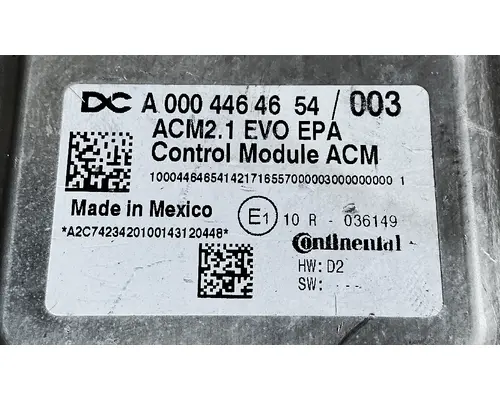 DC A 000 446 46 54 / 003
ACM2.1 EVO EPA
Control Module ACM
10004464654142171655700000300000000 1
Made in Mexico E1 10 R - 036149
*A2C7423420100143120448* Continental
HW: D2
SW: ---